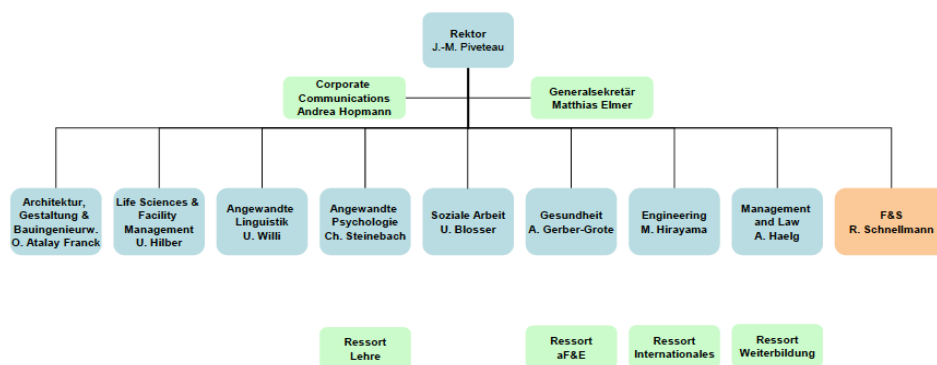 Rektor
J.-M. Piveteau
Corporate
Communications
Andrea Hopmann
Generalsekretär
Matthias Elmer
Architektur,
Gestaltung &
Bauingenieurw.
O. Atalay Franck
Life Sciences &
Facility
Management
U. Hilber
Angewandte
Linguistik
U. Willi
Angewandte
Psychologie
Ch. Steinebach
Soziale Arbeit
U. Blosser
Gesundheit
A. Gerber-Grote
Engineering
M. Hirayama
Management
and Law
A. Haelg
F&S
R. Schnellmann
Ressort
Lehre
Ressort
aF&E
Ressort
Internationales
Ressort
Weiterbildung